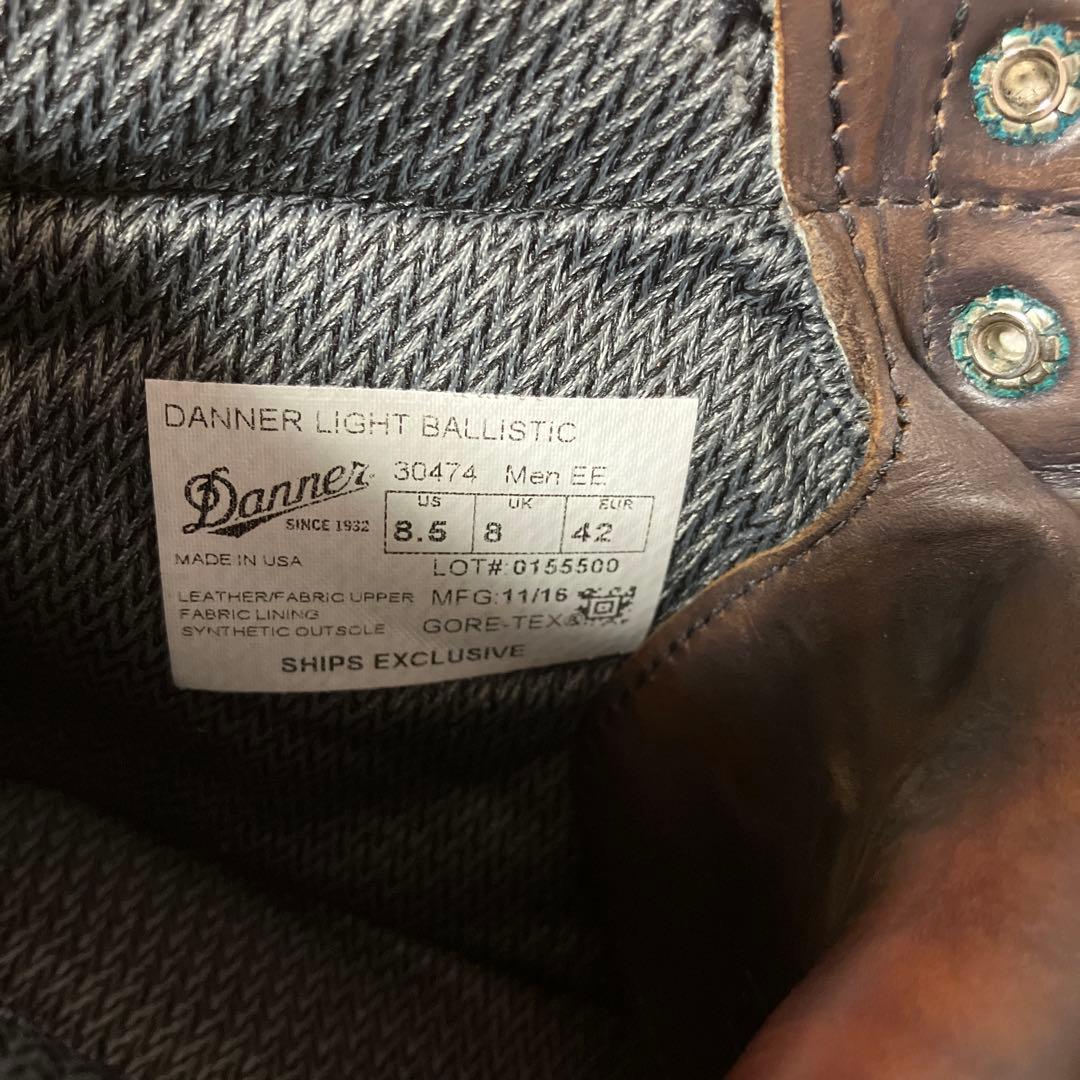 DANNER LIGHT BALLISTIC
Danner 30474 Men EE
SINCE 1932
US UK EUR
8.5 8 42
MADE IN USA LOT#:0155500
LEATHER/FABRIC UPPER MFG:11/16
FABRIC LINING
SYNTHETIC OUTSOLE GORE-TEX®
SHIPS EXCLUSIVE